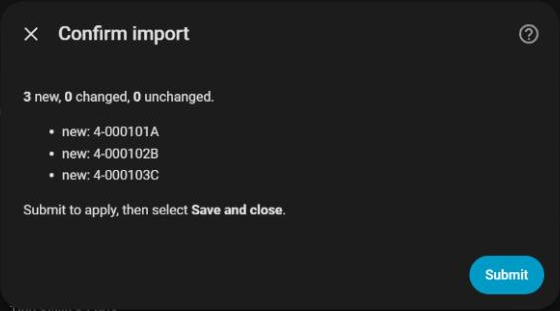 Confirm import
3 new, 0 changed, 0 unchanged.
• new: 4-000101A
• new: 4-000102B
• new: 4-000103C
Submit to apply, then select Save and close.
Submit